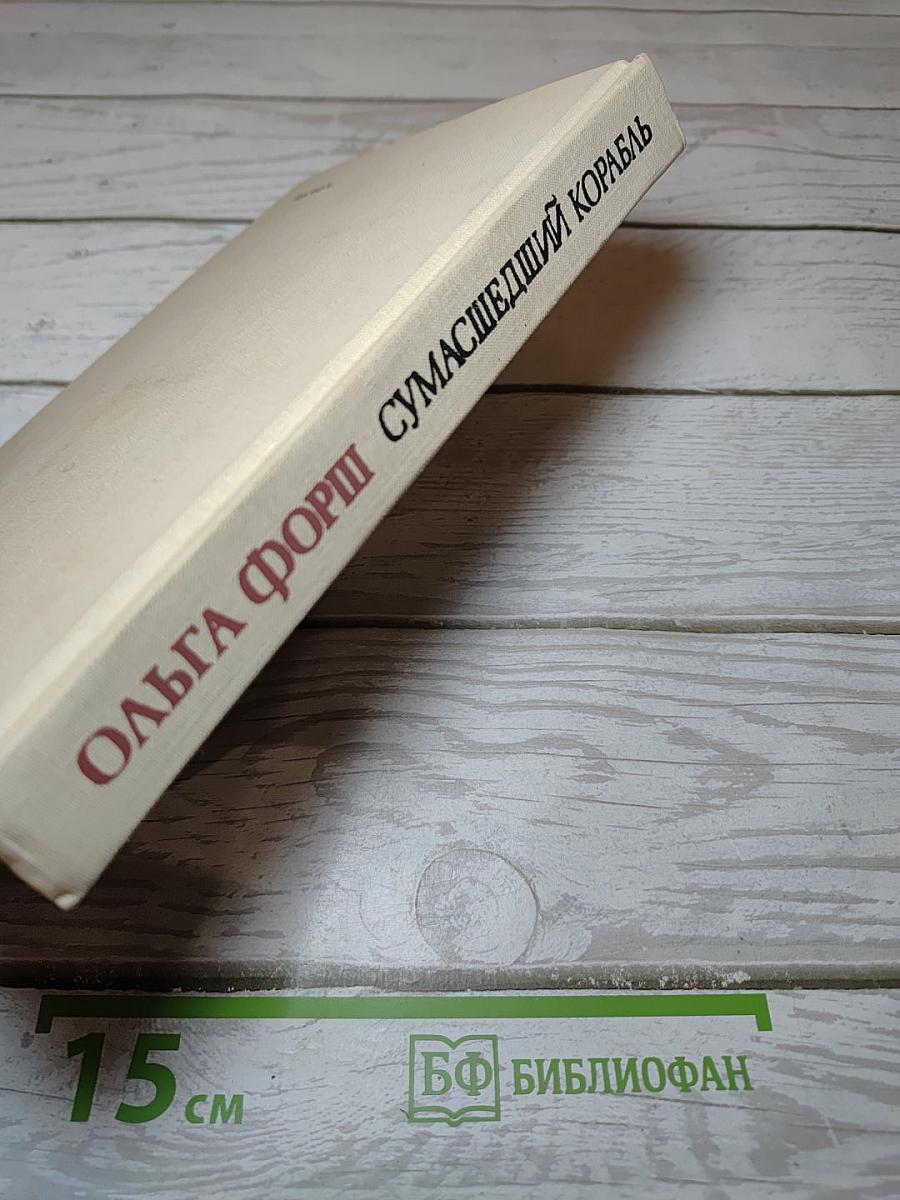 ОЛЬГА ФОРШ СУМАСШЕДШИЙ КОРАБЛЬ
15 см
БФ БИБЛИОФАН